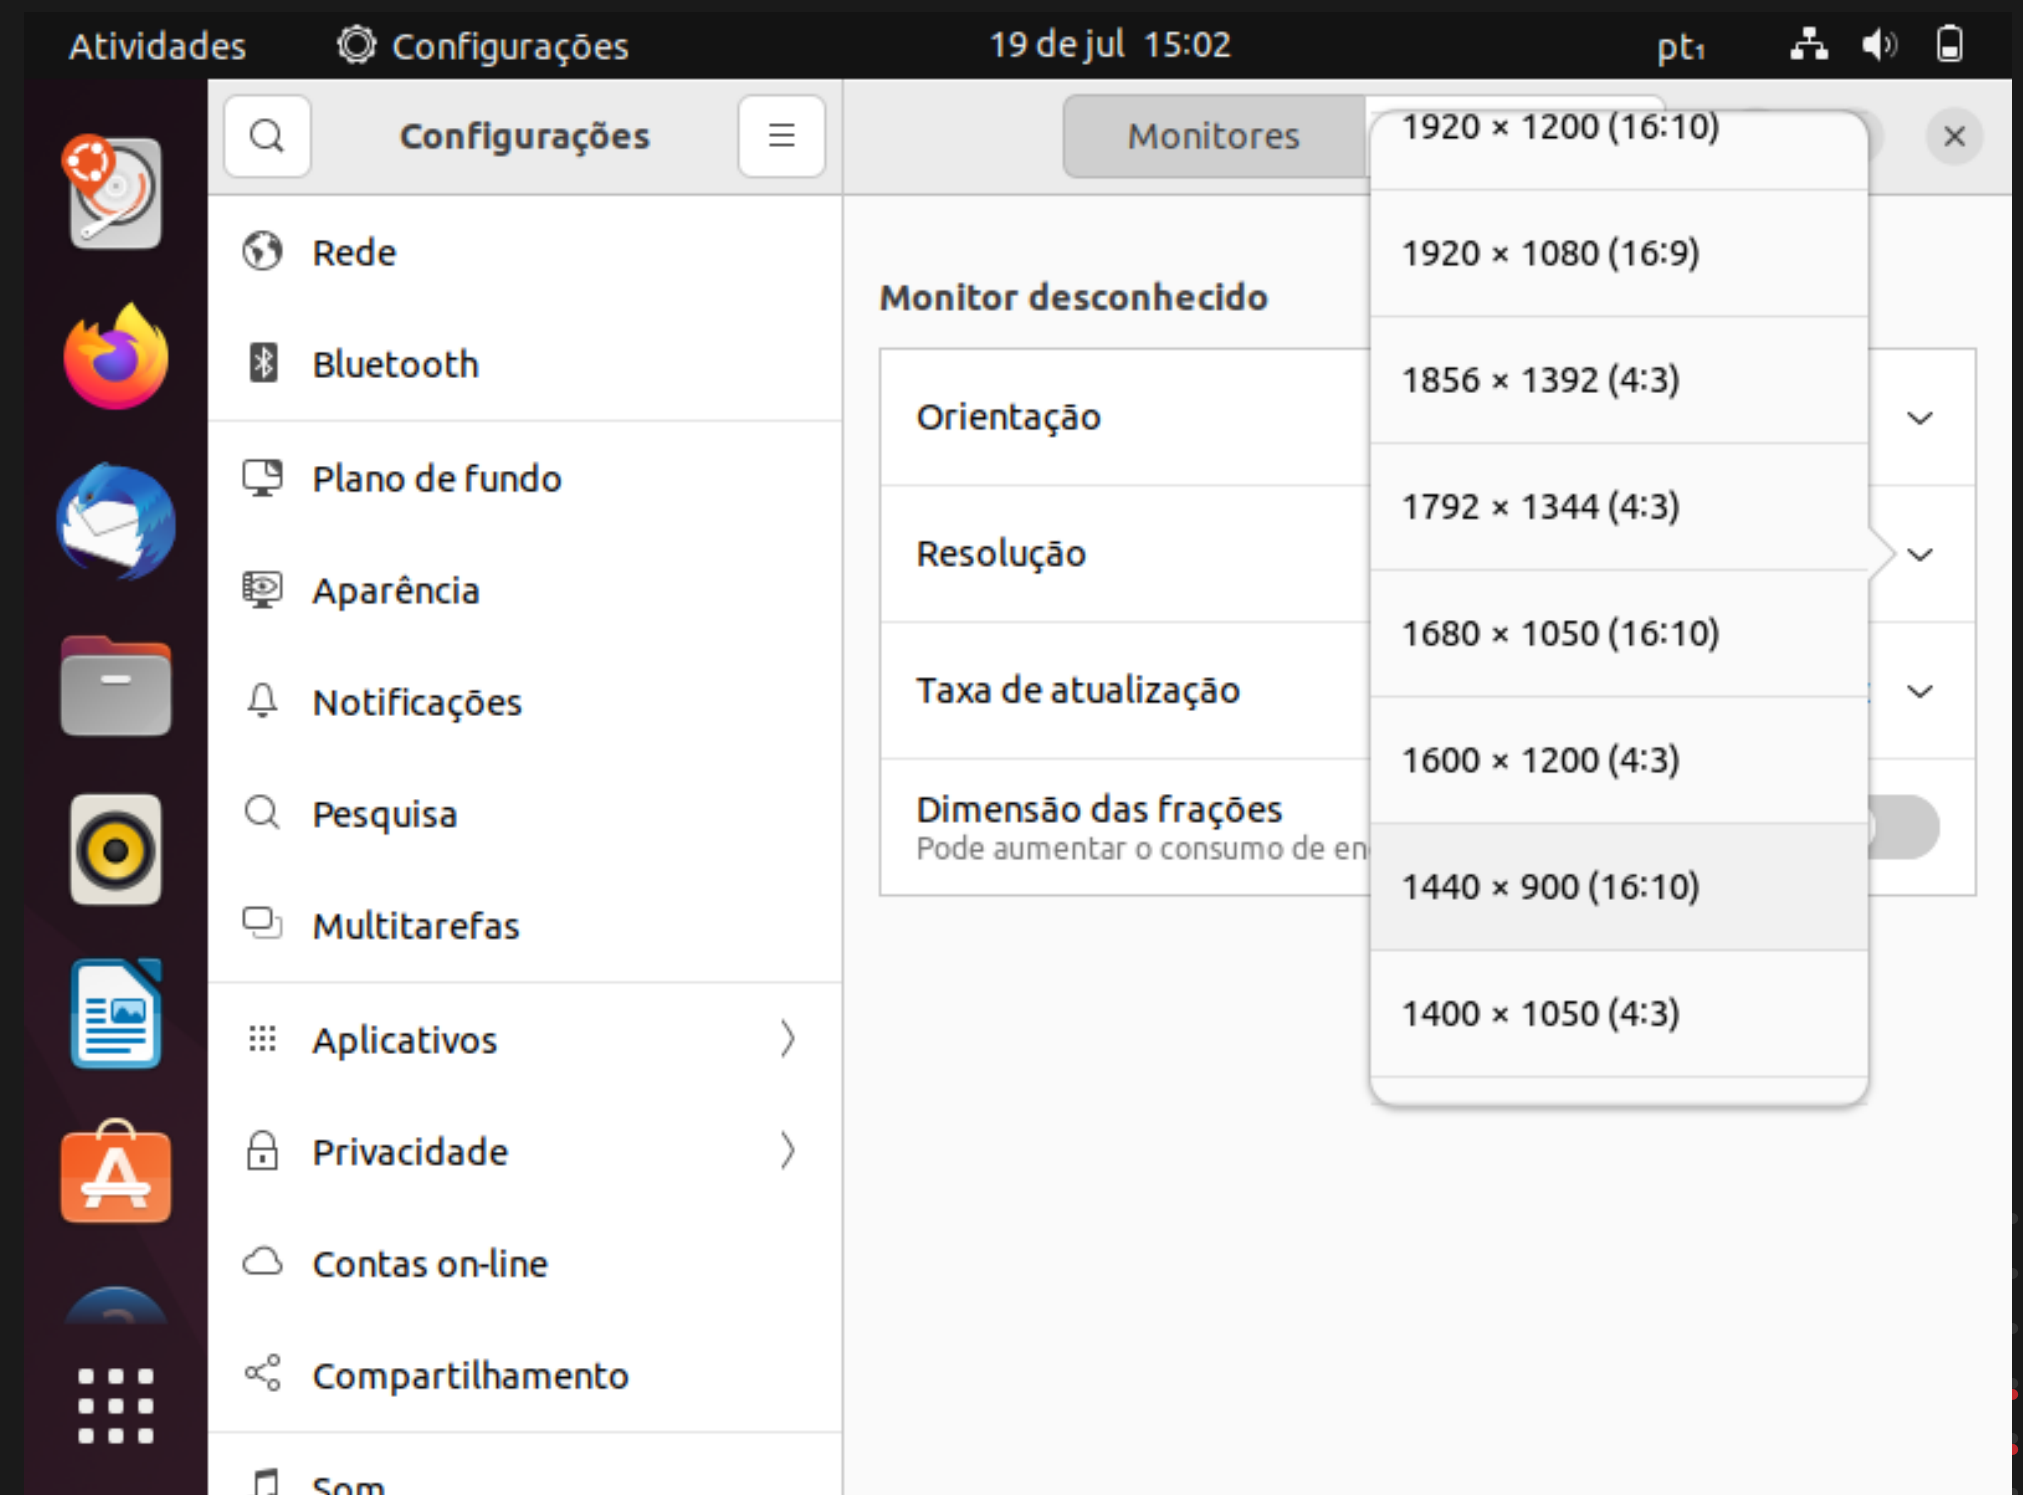 Atividades
Configurações
19 de jul 15:02
pt₁
Configurações
Monitores
Rede
Bluetooth
Plano de fundo
Aparência
Notificações
Pesquisa
Multitarefas
Aplicativos
Privacidade
Contas on-line
Compartilhamento
Som
Monitor desconhecido
Orientação
Resolução
Taxa de atualização
Dimensão das frações
Pode aumentar o consumo de
1920 × 1200 (16:10)
1920 × 1080 (16:9)
1856 × 1392 (4:3)
1792 × 1344 (4:3)
1680 × 1050 (16:10)
1600 × 1200 (4:3)
1440 × 900 (16:10)
1400 × 1050 (4:3)